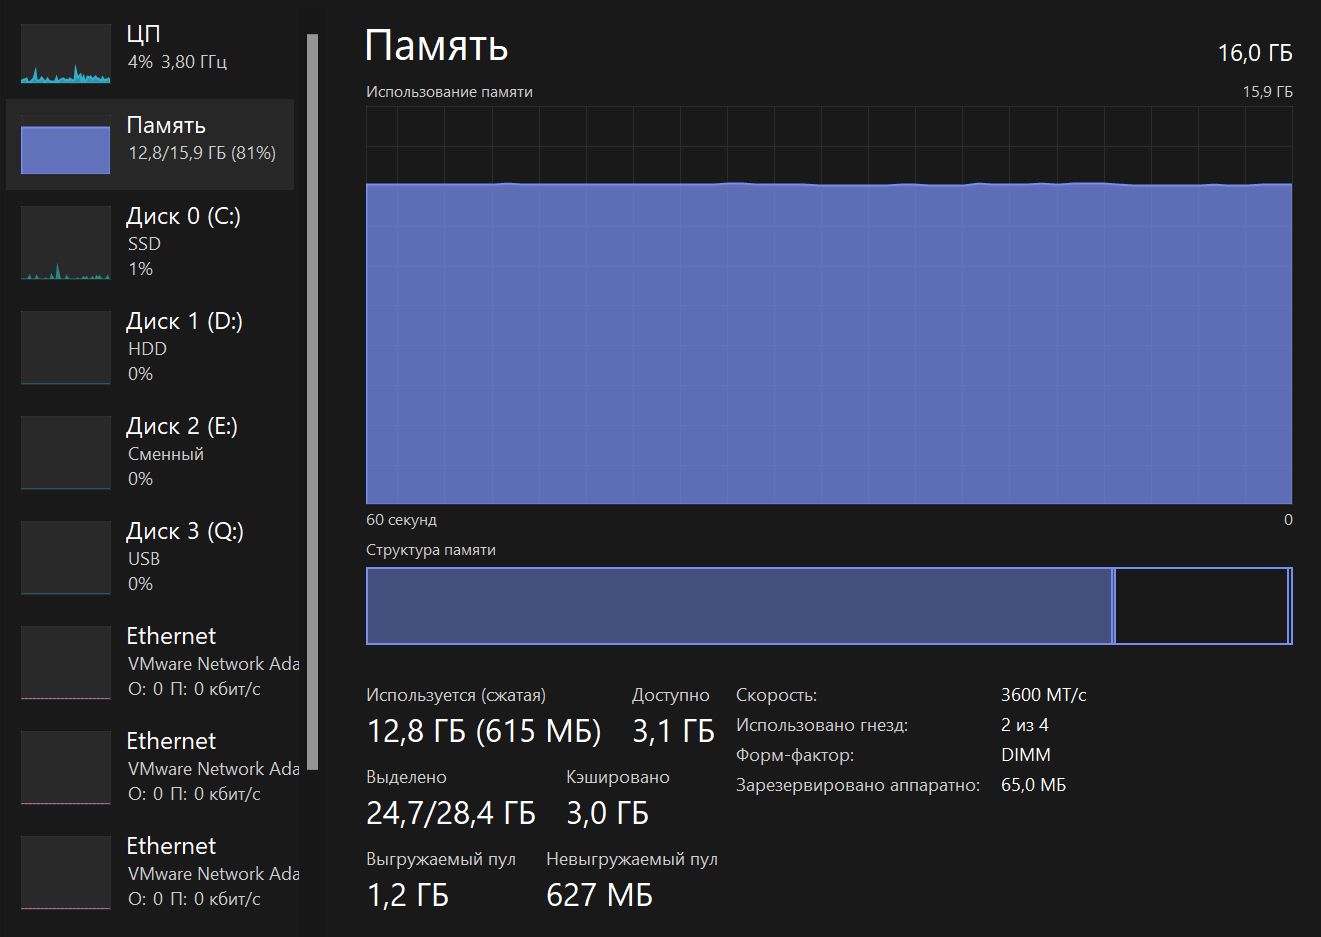 ЦП
4% 3,80 ГГц
Память
12,8/15,9 ГБ (81%)
Диск 0 (C:)
SSD
1%
Диск 1 (D:)
HDD
0%
Диск 2 (E:)
Сменный
0%
Диск 3 (Q:)
USB
0%
Ethernet
VMware Network Ada
О: 0 П: 0 кбит/с
Ethernet
VMware Network Ada
О: 0 П: 0 кбит/с
Ethernet
VMware Network Ada
О: 0 П: 0 кбит/с
Память
16,0 ГБ
Использование памяти
15,9 ГБ
60 секунд
0
Структура памяти
Используется (сжатая)
12,8 ГБ (615 МБ)
Доступно
3,1 ГБ
Выделено
24,7/28,4 ГБ
Кэшировано
3,0 ГБ
Выгружаемый пул
1,2 ГБ
Невыгружаемый пул
627 МБ
Скорость: 3600 МТ/с
Использовано гнезд: 2 из 4
Форм-фактор: DIMM
Зарезервировано аппаратно: 65,0 МБ